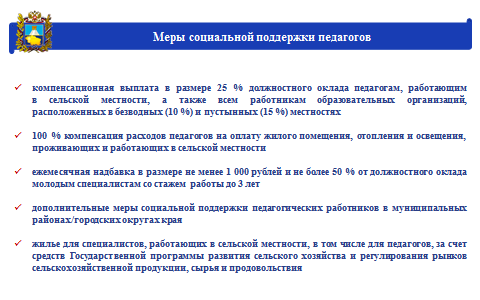 Меры социальной поддержки педагогов
компенсационная выплата в размере 25 % должностного оклада педагогам, работающим
в сельской местности, а также всем работникам образовательных организаций,
расположенных в безводных (10 %) и пустынных (15 %) местностях
100 % компенсация расходов педагогов на оплату жилого помещения, отопления и освещения,
проживающих и работающих в сельской местности
ежемесячная надбавка в размере не менее 1 000 рублей и не более 50 % от должностного оклада
молодым специалистам со стажем работы до 3 лет
дополнительные меры социальной поддержки педагогических работников в муниципальных
районах/городских округах края
жилье для специалистов, работающих в сельской местности, в том числе для педагогов, за счет
средств Государственной программы развития сельского хозяйства и регулирования рынков
сельскохозяйственной продукции, сырья и продовольствия